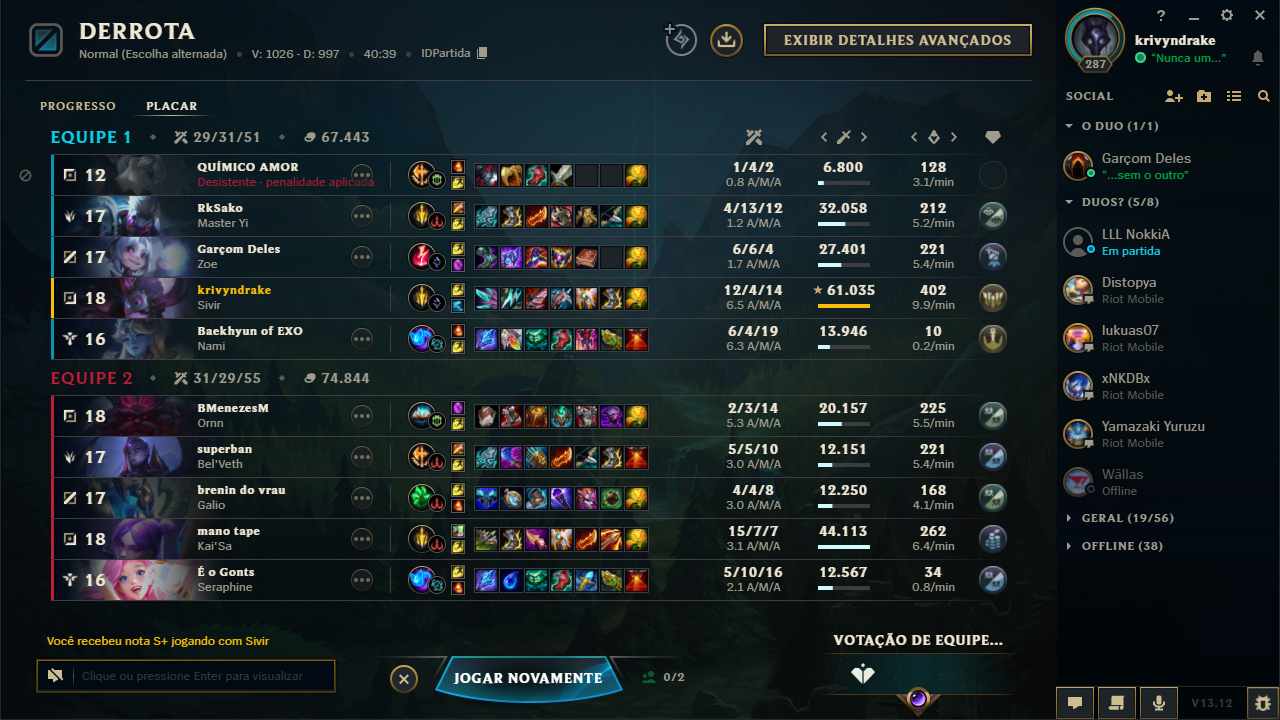 DERROTA
Normal (Escolha alternada) • V: 1026 - D: 997 • 40:39 • IDPartida
EXIBIR DETALHES AVANÇADOS
PROGRESSO PLACAR
EQUIPE 1 29/31/51 67.443
12 QUÍMICO AMOR 1/4/2 6.800 128
Desistente - penalidade aplicada 0.8 A/M/A 3.1/min
17 RkSako 4/13/12 32.058 212
Master Yi 1.2 A/M/A 5.2/min
17 Garçom Deles 6/6/4 27.401 221
Zoe 1.7 A/M/A 5.4/min
18 krivyndrake 12/4/14 61.035 402
Sivir 6.5 A/M/A 9.9/min
16 Baekhyun of EXO 6/4/19 13.946 10
Nami 6.3 A/M/A 0.2/min
EQUIPE 2 31/29/55 74.844
18 BMenezesM 2/3/14 20.157 225
Ornn 5.3 A/M/A 5.5/min
17 superban 5/5/10 12.151 221
Bel'Veth 3.0 A/M/A 5.4/min
17 brenin do vrau 4/4/8 12.250 168
Galio 3.0 A/M/A 4.1/min
18 mano tape 15/7/7 44.113 262
Kai'Sa 3.1 A/M/A 6.4/min
16 É o Gonts 5/10/16 12.567 34
Seraphine 2.1 A/M/A 0.8/min
Você recebeu nota S+ jogando com Sivir
Clique ou pressione Enter para visualizar
JOGAR NOVAMENTE
0/2
VOTAÇÃO DE EQUIPE...
?
krivyndrake
"Nunca um..."
287
SOCIAL
O DUO (1/1)
Garçom Deles
"...sem o outro"
DUOS? (5/8)
LLL NokkiA
Em partida
Distopya
Riot Mobile
lukuas07
Riot Mobile
xNKDBx
Riot Mobile
Yamazaki Yuruzu
Riot Mobile
Wällas
Offline
GERAL (19/56)
OFFLINE (38)
V13.12